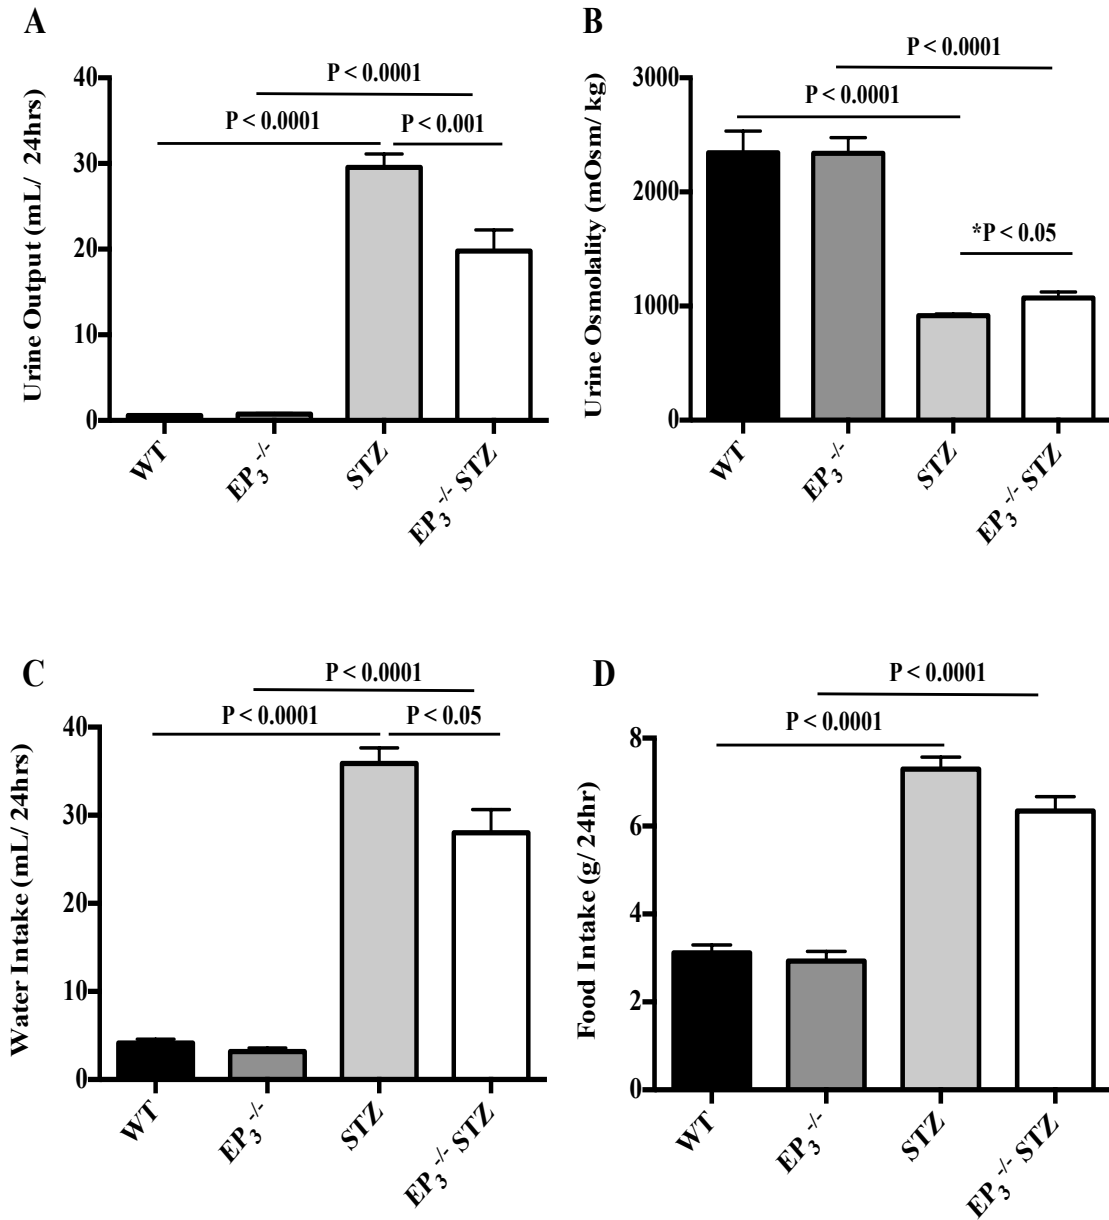 A
P < 0.0001
P < 0.0001
P < 0.001
Urine Output (mL/ 24hrs)
40
30
20
10
0
WT
EP₃⁻/⁻
STZ
EP₃⁻/⁻ STZ
B
P < 0.0001
P < 0.0001
*P < 0.05
Urine Osmolality (mOsm/ kg)
3000
2000
1000
0
WT
EP₃⁻/⁻
STZ
EP₃⁻/⁻ STZ
C
P < 0.0001
P < 0.0001
P < 0.05
Water Intake (mL/ 24hrs)
40
30
20
10
0
WT
EP₃⁻/⁻
STZ
EP₃⁻/⁻ STZ
D
P < 0.0001
P < 0.0001
Food Intake (g/ 24hr)
8
6
4
2
0
WT
EP₃⁻/⁻
STZ
EP₃⁻/⁻ STZ